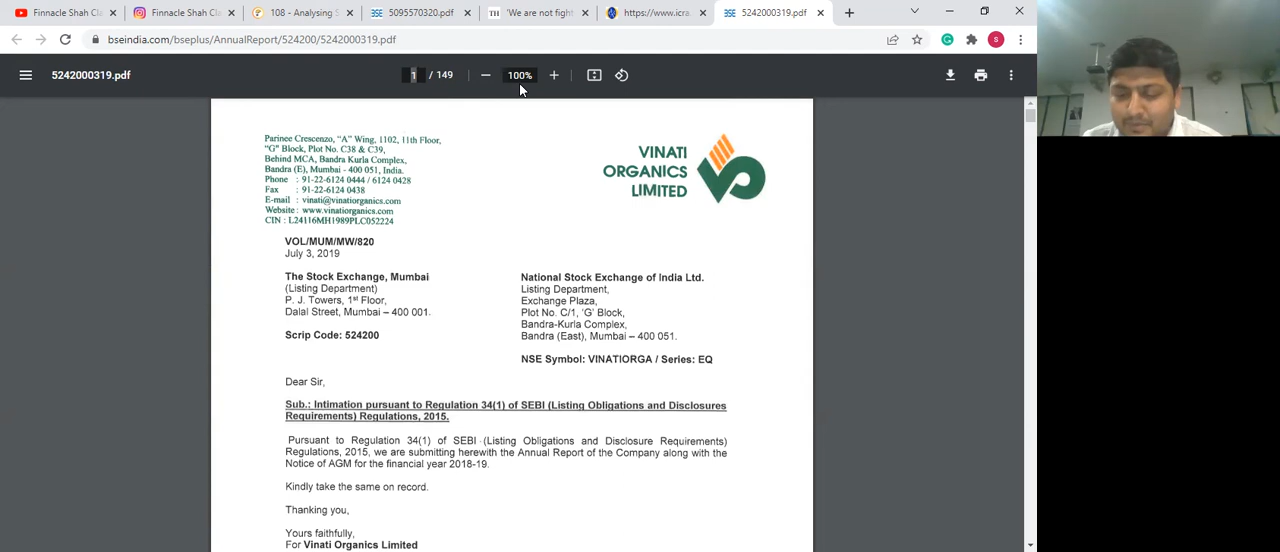 Finnacle Shah Cla
Finnacle Shah Cla
108 - Analysing S
5095570320.pdf
'We are not figh
https://www.icra.
5242000319.pdf
bseindia.com/bseplus/AnnualReport/524200/5242000319.pdf
5242000319.pdf
1 / 149
100%
Parinee Crescenzo, "A" Wing, 1102, 11th Floor,
"G" Block, Plot No. C38 & C39,
Behind MCA, Bandra Kurla Complex,
Bandra (E), Mumbai - 400 051, India.
Phone : 91-22-6124 0444 / 6124 0428
Fax : 91-22-6124 0438
E-mail : vinati@vinatiorganics.com
Website : www.vinatiorganics.com
CIN : L24116MH1989PLC052224
VINATI
ORGANICS
LIMITED
VOL/MUM/MW/820
July 3, 2019
The Stock Exchange, Mumbai
(Listing Department)
P. J. Towers, 1st Floor,
Dalal Street, Mumbai – 400 001.
Scrip Code: 524200
National Stock Exchange of India Ltd.
Listing Department,
Exchange Plaza,
Plot No. C/1, 'G' Block,
Bandra-Kurla Complex,
Bandra (East), Mumbai – 400 051.
NSE Symbol: VINATIORGA / Series: EQ
Dear Sir,
Sub.: Intimation pursuant to Regulation 34(1) of SEBI (Listing Obligations and Disclosures
Requirements) Regulations, 2015.
Pursuant to Regulation 34(1) of SEBI (Listing Obligations and Disclosure Requirements)
Regulations, 2015, we are submitting herewith the Annual Report of the Company along with the
Notice of AGM for the financial year 2018-19.
Kindly take the same on record.
Thanking you,
Yours faithfully,
For Vinati Organics Limited